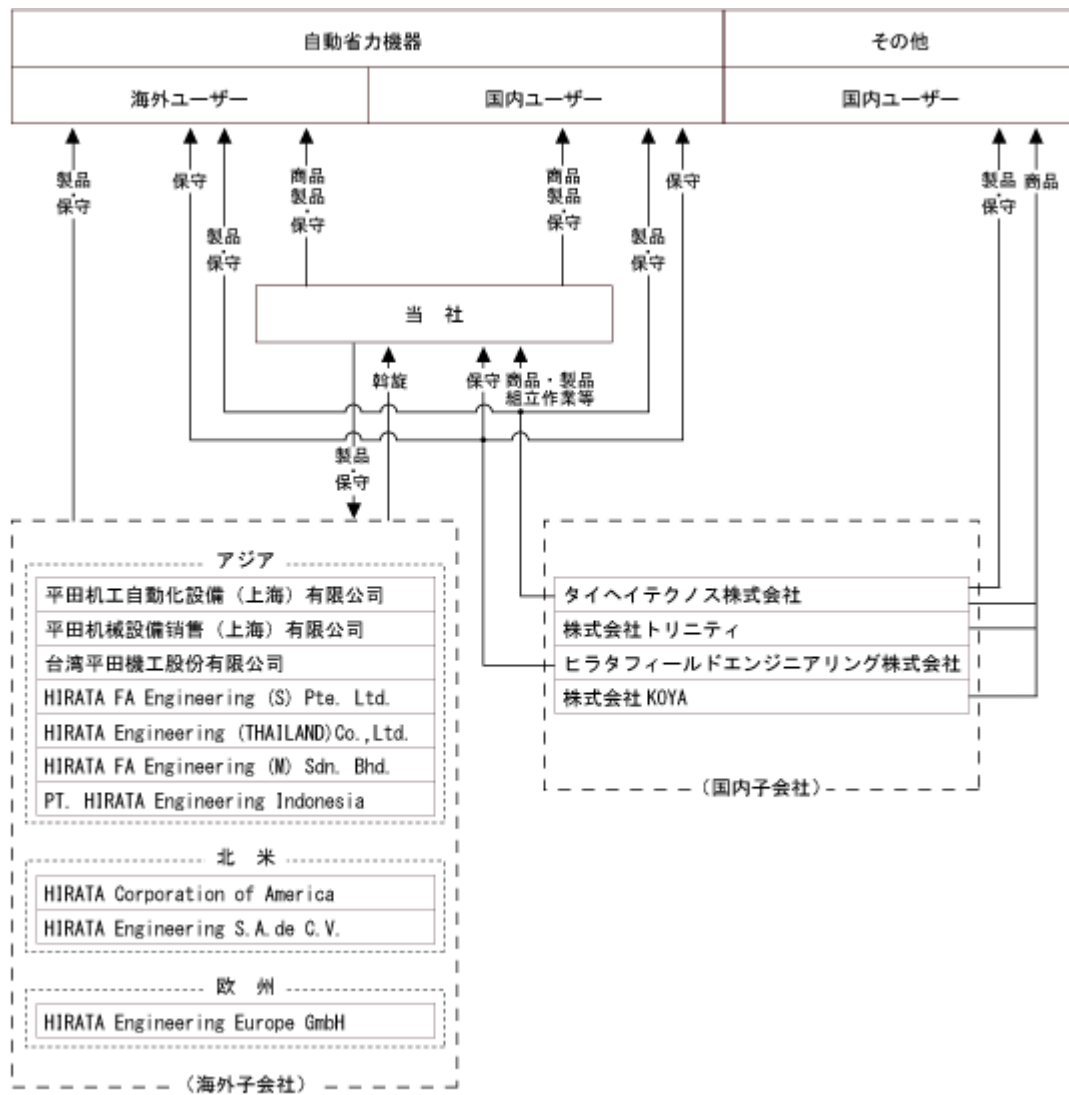 自動省力機器
その他
海外ユーザー
国内ユーザー
国内ユーザー
製品・保守
保守
製品・保守
商品・製品・保守
商品・製品・保守
製品・保守
保守
製品・保守
商品
当 社
斡旋
保守
商品・製品
組立作業等
製品・保守
アジア
平田机工自動化設備（上海）有限公司
平田机械設備销售（上海）有限公司
台湾平田機工股份有限公司
HIRATA FA Engineering (S) Pte. Ltd.
HIRATA Engineering (THAILAND)Co.,Ltd.
HIRATA FA Engineering (M) Sdn. Bhd.
PT. HIRATA Engineering Indonesia
北 米
HIRATA Corporation of America
HIRATA Engineering S.A.de C.V.
欧 州
HIRATA Engineering Europe GmbH
（海外子会社）
タイヘイテクノス株式会社
株式会社トリニティ
ヒラタフィールドエンジニアリング株式会社
株式会社KOYA
（国内子会社）